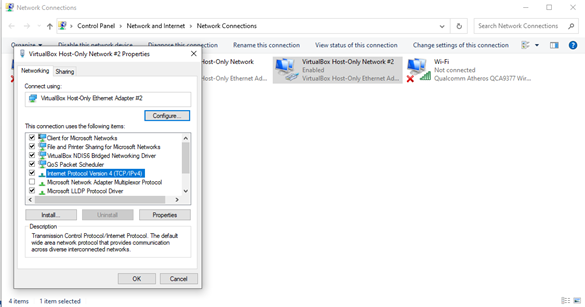 Network Connections
Control Panel > Network and Internet > Network Connections
Search Network Connections
Organize Disable this network device Diagnose this connection Rename this connection View status of this connection Change settings of this connection
VirtualBox Host-Only Network #2 Properties
Networking Sharing
Connect using:
VirtualBox Host-Only Ethernet Adapter #2
Configure...
This connection uses the following items:
Client for Microsoft Networks
File and Printer Sharing for Microsoft Networks
VirtualBox NDIS6 Bridged Networking Driver
QoS Packet Scheduler
Internet Protocol Version 4 (TCP/IPv4)
Microsoft Network Adapter Multiplexor Protocol
Microsoft LLDP Protocol Driver
Install... Uninstall Properties
Description
Transmission Control Protocol/Internet Protocol. The default
wide area network protocol that provides communication
across diverse interconnected networks.
OK Cancel
Host-Only Network
Host-Only Ethernet Ad...
VirtualBox Host-Only Network #2
Enabled
VirtualBox Host-Only Ethernet Ad...
Wi-Fi
Not connected
Qualcomm Atheros QCA9377 Wir...
4 items 1 item selected